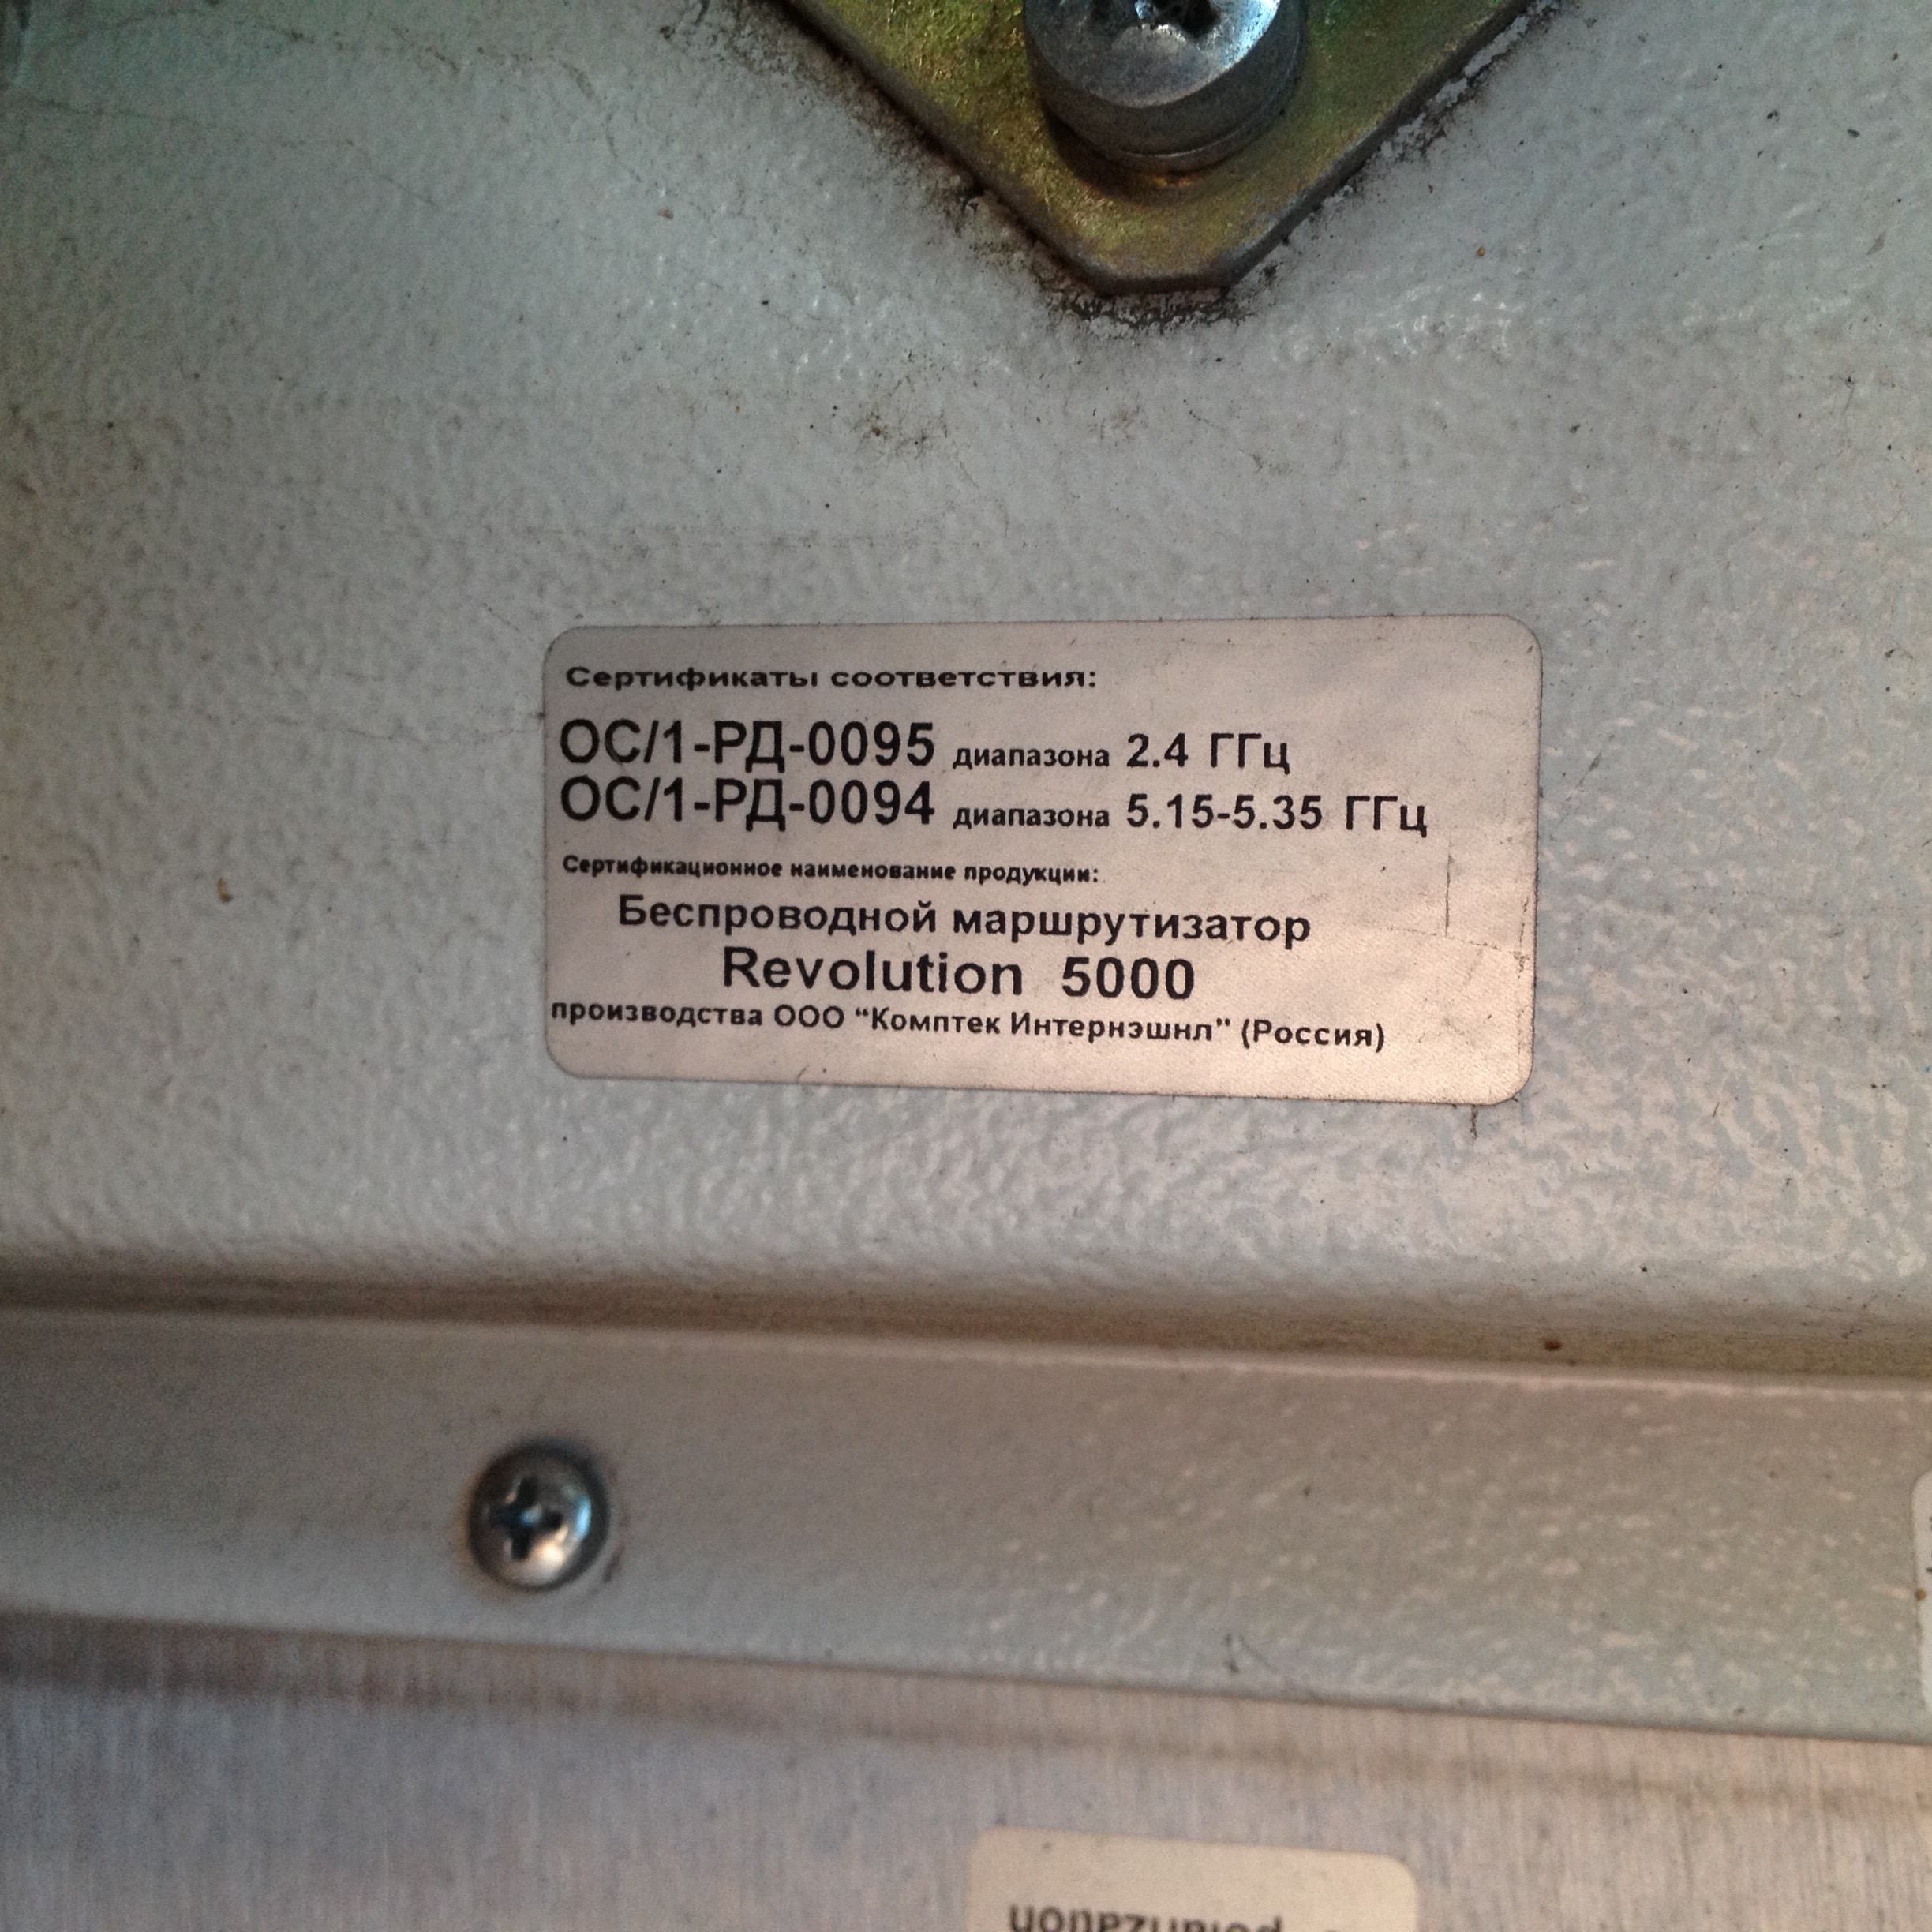 Сертификаты соответствия:
ОС/1-РД-0095 диапазона 2.4 ГГц
ОС/1-РД-0094 диапазона 5.15-5.35 ГГц
Сертификационное наименование продукции:
Беспроводной маршрутизатор
Revolution 5000
производства ООО “Комптек Интернэшнл” (Россия)
polarization